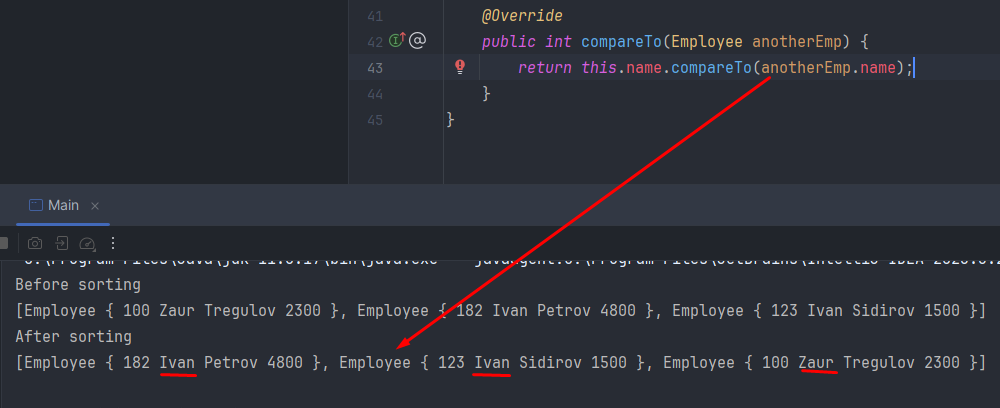 41 @Override
42 public int compareTo(Employee anotherEmp) {
43 return this.name.compareTo(anotherEmp.name);
44 }
45 }
Main
Before sorting
[Employee { 100 Zaur Tregulov 2300 }, Employee { 182 Ivan Petrov 4800 }, Employee { 123 Ivan Sidirov 1500 }]
After sorting
[Employee { 182 Ivan Petrov 4800 }, Employee { 123 Ivan Sidirov 1500 }, Employee { 100 Zaur Tregulov 2300 }]